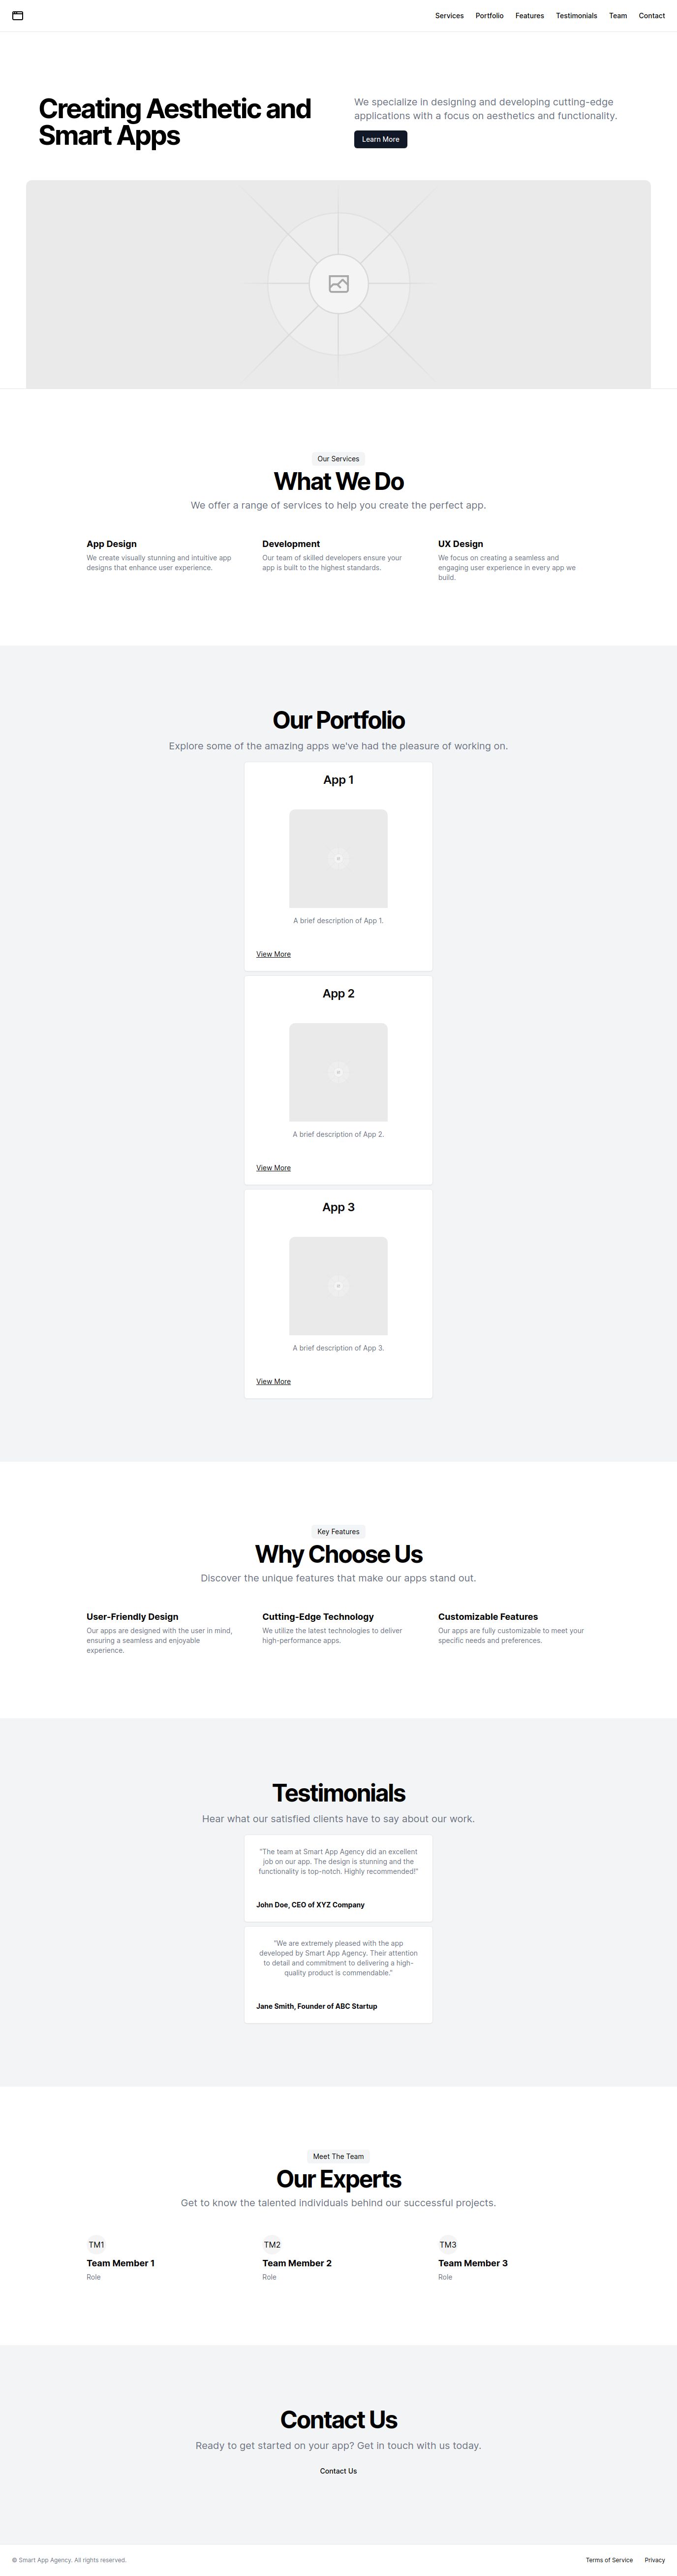 Services
Portfolio
Features
Testimonials
Team
Contact
Creating Aesthetic and
Smart Apps
We specialize in designing and developing cutting-edge
applications with a focus on aesthetics and functionality.
Learn More
Our Services
What We Do
We offer a range of services to help you create the perfect app.
App Design
We create visually stunning and intuitive app
designs that enhance user experience.
Development
Our team of skilled developers ensure your
app is built to the highest standards.
UX Design
We focus on creating a seamless and
engaging user experience in every app we
build.
Our Portfolio
Explore some of the amazing apps we've had the pleasure of working on.
App 1
A brief description of App 1.
View More
App 2
A brief description of App 2.
View More
App 3
A brief description of App 3.
View More
Key Features
Why Choose Us
Discover the unique features that make our apps stand out.
User-Friendly Design
Our apps are designed with the user in mind,
ensuring a seamless and enjoyable
experience.
Cutting-Edge Technology
We utilize the latest technologies to deliver
high-performance apps.
Customizable Features
Our apps are fully customizable to meet your
specific needs and preferences.
Testimonials
Hear what our satisfied clients have to say about our work.
"The team at Smart App Agency did an excellent
job on our app. The design is stunning and the
functionality is top-notch. Highly recommended!"
John Doe, CEO of XYZ Company
"We are extremely pleased with the app
developed by Smart App Agency. Their attention
to detail and commitment to delivering a high-
quality product is commendable."
Jane Smith, Founder of ABC Startup
Meet The Team
Our Experts
Get to know the talented individuals behind our successful projects.
TM1
Team Member 1
Role
TM2
Team Member 2
Role
TM3
Team Member 3
Role
Contact Us
Ready to get started on your app? Get in touch with us today.
Contact Us
© Smart App Agency. All rights reserved.
Terms of Service
Privacy